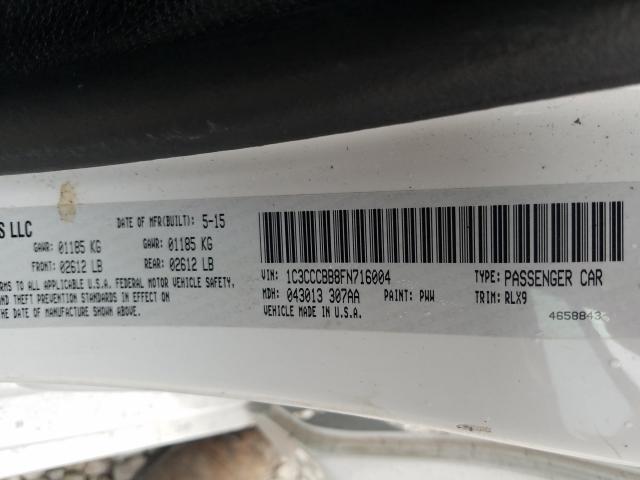 S LLC
DATE OF MFR(BUILT): 5-15
GAWR: 01185 KG GAWR: 01185 KG
FRONT: 02612 LB REAR: 02612 LB
RMS TO ALL APPLICABLE U.S.A. FEDERAL MOTOR VEHICLE SAFETY,
AND THEFT PREVENTION STANDARDS IN EFFECT ON
THE DATE OF MANUFACTURE SHOWN ABOVE.
VIN: 1C3CCCBB8FN716004 TYPE: PASSENGER CAR
MDH: 043013 307AA PAINT: PWW TRIM: RLX9
VEHICLE MADE IN U.S.A. 4658843